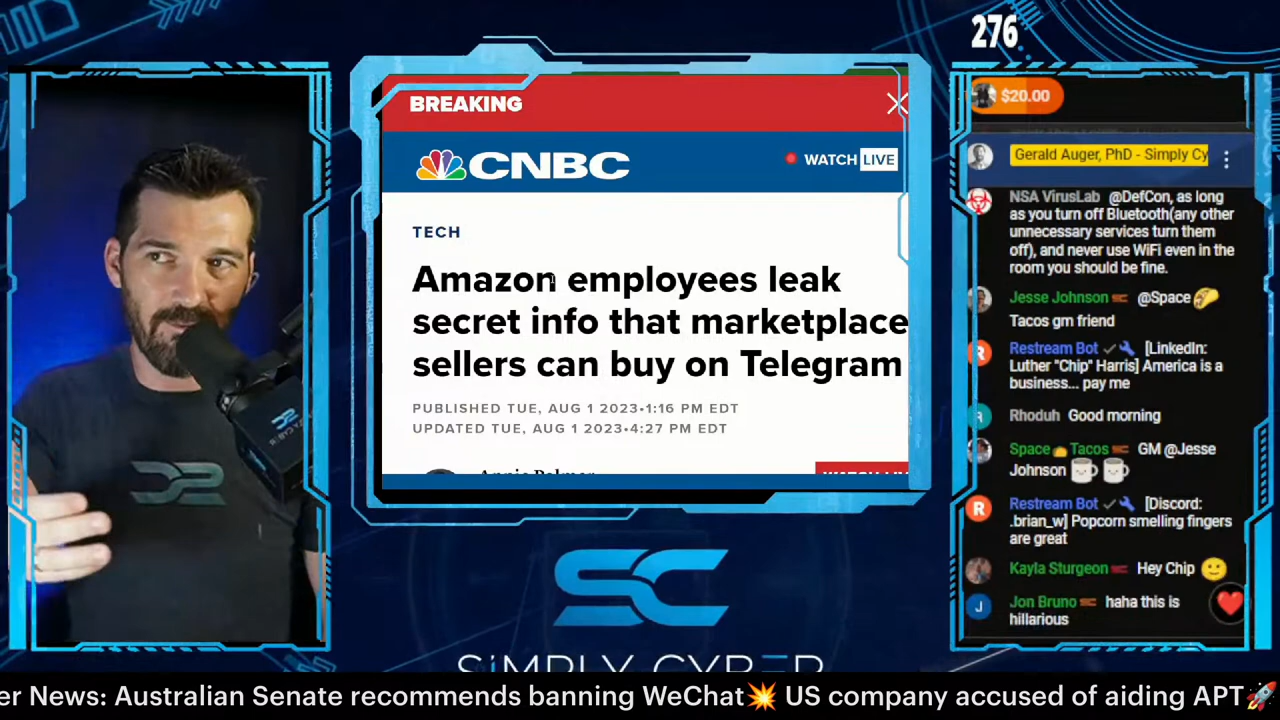 276
BREAKING
CNBC
WATCH LIVE
TECH
Amazon employees leak
secret info that marketplace
sellers can buy on Telegram
PUBLISHED TUE, AUG 1 2023•1:16 PM EDT
UPDATED TUE, AUG 1 2023•4:27 PM EDT
Annie Palmer
$20.00
Gerald Auger, PhD - Simply Cy
NSA VirusLab @DefCon, as long
as you turn off Bluetooth(any other
unnecessary services turn them
off), and never use WiFi even in the
room you should be fine.
Jesse Johnson @Space
Tacos gm friend
Restream Bot [LinkedIn:
Luther "Chip" Harris] America is a
business... pay me
Rhoduh Good morning
Space Tacos GM @Jesse
Johnson
Restream Bot [Discord:
.brian_w] Popcorn smelling fingers
are great
Kayla Sturgeon Hey Chip
Jon Bruno haha this is
hillarious
SC
SIMPLY CYBER
er News: Australian Senate recommends banning WeChat💥 US company accused of aiding APT🚀